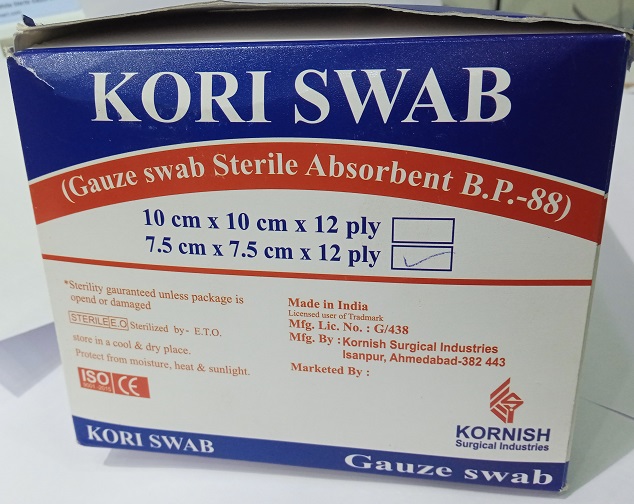 KORI SWAB
(Gauze swab Sterile Absorbent B.P.-88)
10 cm x 10 cm x 12 ply
7.5 cm x 7.5 cm x 12 ply
*Sterility gauranteed unless package is
opend or damaged
STERILE E.O Sterilized by- E.T.O.
store in a cool & dry place.
Protect from moisture, heat & sunlight.
ISO CE
Made in India
Licensed user of Tradmark
Mfg. Lic. No. : G/438
Mfg. By : Kornish Surgical Industries
Isanpur, Ahmedabad-382 443
Marketed By :
KORNISH
Surgical Industries
KORI SWAB
Gauze swab